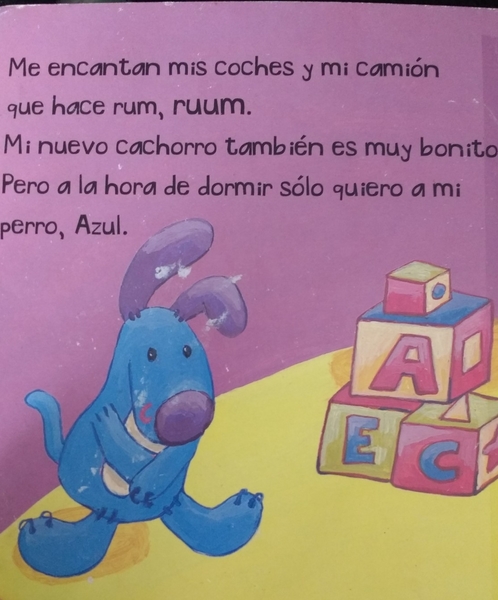 Me encantan mis coches y mi camión
que hace rum, ruum.
Mi nuevo cachorro también es muy bonito
Pero a la hora de dormir sólo quiero a mi
perro, Azul.
A
E C